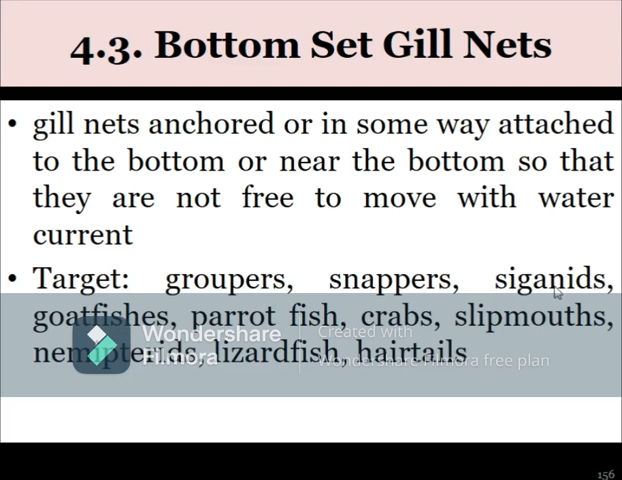 4.3. Bottom Set Gill Nets
• gill nets anchored or in some way attached
to the bottom or near the bottom so that
they are not free to move with water
current
• Target: groupers, snappers, siganids,
goatfishes, parrot fish, crabs, slipmouths,
nemipterids, lizardfish, hairtails
Wondershare
Filmora
Created with
Wondershare Filmora free plan
156